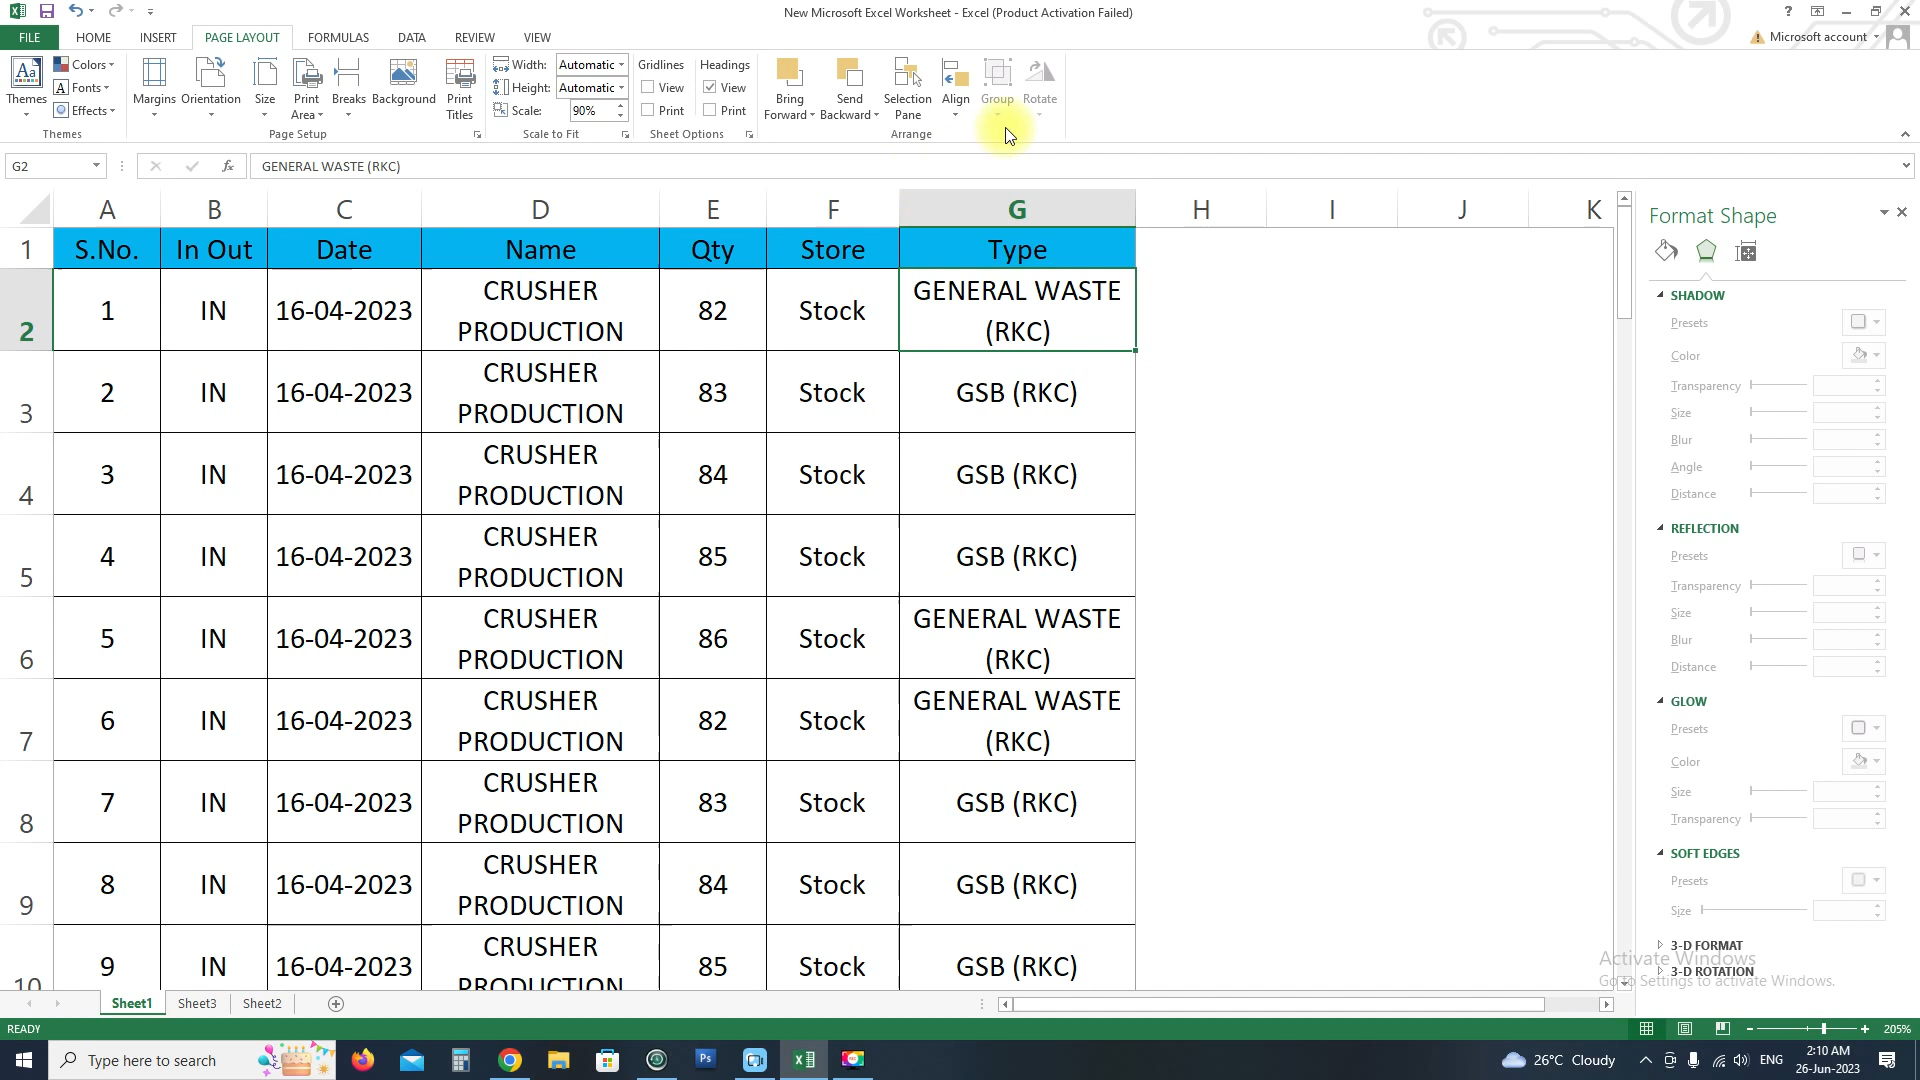 New Microsoft Excel Worksheet - Excel (Product Activation Failed)
?
FILE HOME INSERT PAGE LAYOUT FORMULAS DATA REVIEW VIEW
Microsoft account
Aa
Themes
Colors
A Fonts
Effects
Themes
Margins Orientation Size Print Area Breaks Background Print Titles
Page Setup
Width: Automatic
Height: Automatic
Scale: 90%
Scale to Fit
Gridlines Headings
View View
Print Print
Sheet Options
Bring Forward Send Backward Selection Pane Align Group Rotate
Arrange
G2 fx GENERAL WASTE (RKC)
A B C D E F G H I J K
1 S.No. In Out Date Name Qty Store Type
2 1 IN 16-04-2023 CRUSHER PRODUCTION 82 Stock GENERAL WASTE (RKC)
3 2 IN 16-04-2023 CRUSHER PRODUCTION 83 Stock GSB (RKC)
4 3 IN 16-04-2023 CRUSHER PRODUCTION 84 Stock GSB (RKC)
5 4 IN 16-04-2023 CRUSHER PRODUCTION 85 Stock GSB (RKC)
6 5 IN 16-04-2023 CRUSHER PRODUCTION 86 Stock GENERAL WASTE (RKC)
7 6 IN 16-04-2023 CRUSHER PRODUCTION 82 Stock GENERAL WASTE (RKC)
8 7 IN 16-04-2023 CRUSHER PRODUCTION 83 Stock GSB (RKC)
9 8 IN 16-04-2023 CRUSHER PRODUCTION 84 Stock GSB (RKC)
10 9 IN 16-04-2023 CRUSHER PRODUCTION 85 Stock GSB (RKC)
Format Shape
SHADOW
Presets
Color
Transparency
Size
Blur
Angle
Distance
REFLECTION
Presets
Transparency
Size
Blur
Distance
GLOW
Presets
Color
Size
Transparency
SOFT EDGES
Presets
Size
3-D FORMAT
3-D ROTATION
Activate Windows
Go to Settings to activate Windows.
Sheet1 Sheet3 Sheet2
READY
205%
Type here to search
Ps
26°C Cloudy
ENG
2:10 AM
26-Jun-2023